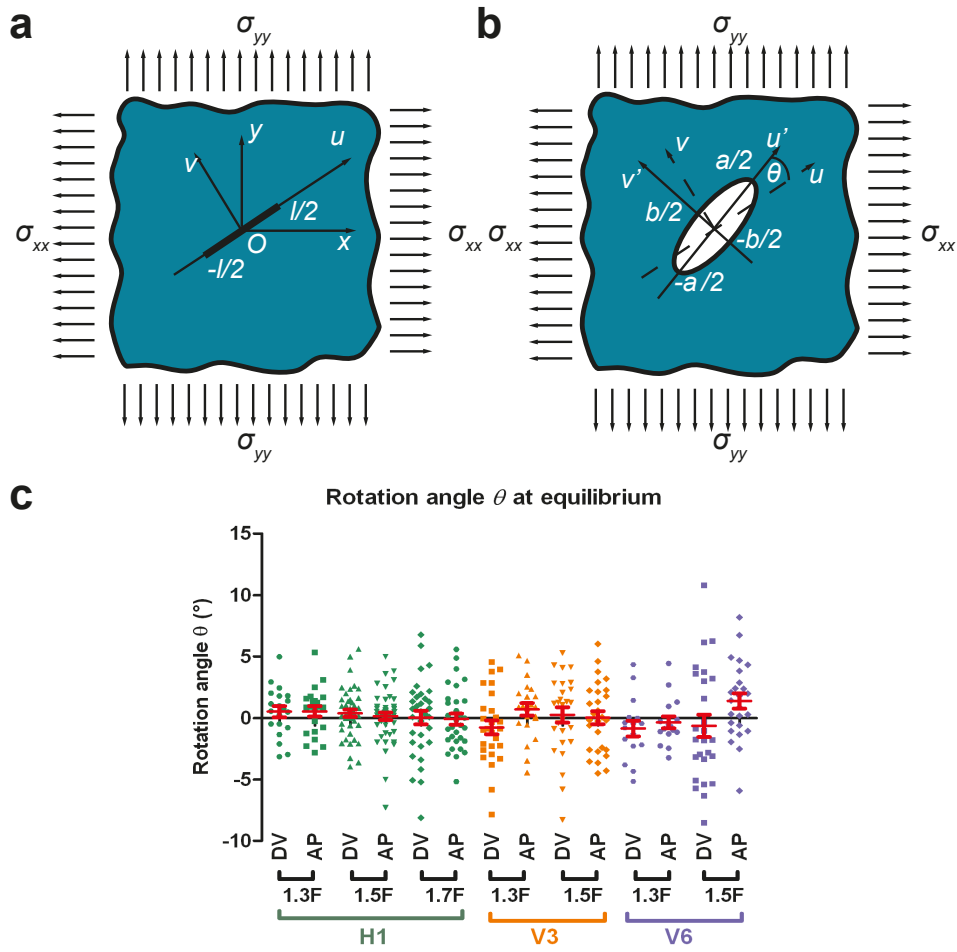 a
σyy
y
u
v
l/2
σxx
O
x
σxx
-l/2
σyy
b
σyy
u'
v
a/2
θ
v'
u
b/2
σxx
-b/2
σxx
-a/2
σyy
c
Rotation angle θ at equilibrium
Rotation angle θ (°)
15
10
5
0
-5
-10
DV AP DV AP DV AP DV AP DV AP DV AP DV AP
1.3F 1.5F 1.7F 1.3F 1.5F 1.3F 1.5F
H1 V3 V6